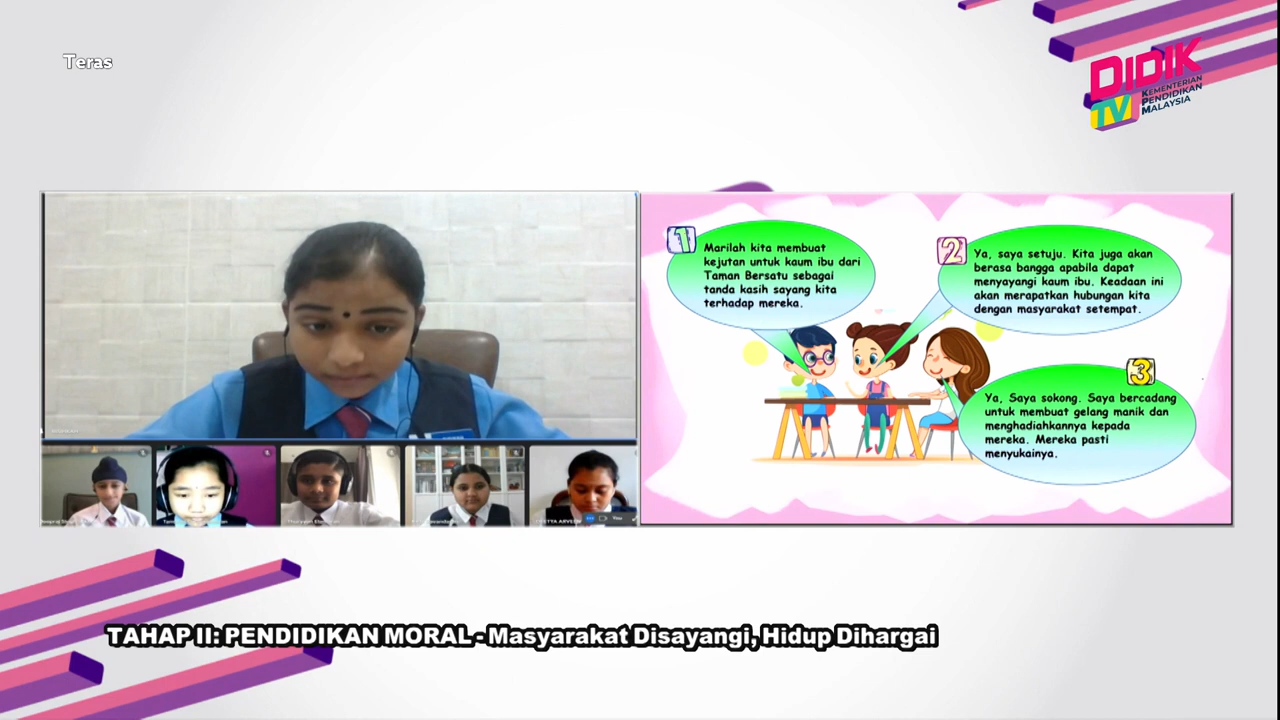 Teras
DIDIK
TV
KEMENTERIAN
PENDIDIKAN
MALAYSIA
1
Marilah kita membuat
kejutan untuk kaum ibu dari
Taman Bersatu sebagai
tanda kasih sayang kita
terhadap mereka.
2
Ya, saya setuju. Kita juga akan
berasa bangga apabila dapat
menyayangi kaum ibu. Keadaan ini
akan merapatkan hubungan kita
dengan masyarakat setempat.
3
Ya, Saya sokong. Saya bercadang
untuk membuat gelang manik dan
menghadiahkannya kepada
mereka. Mereka pasti
menyukainya.
TAHAP II: PENDIDIKAN MORAL - Masyarakat Disayangi, Hidup Dihargai